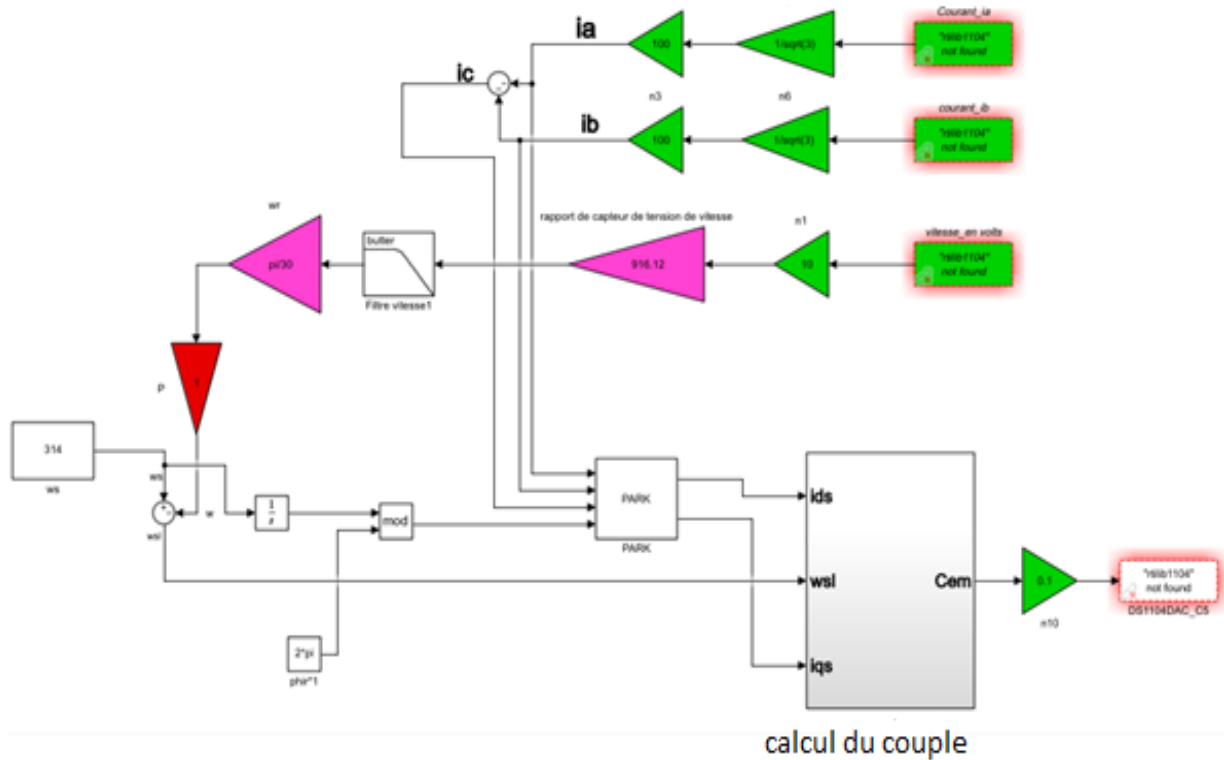 Courant_ia
ia
100
1/sqrt(3)
"rtilib1104"
not found
ic
n3
n6
courant_ib
ib
100
1/sqrt(3)
"rtilib1104"
not found
wr
rapport de capteur de tension de vitesse
n1
vitesse_en volts
pi/30
butter
916.12
10
"rtilib1104"
not found
Filtre vitesse1
P
1
314
ws
ws
w
wsl
1
s
mod
PARK
PARK
ids
wsl
Cem
iqs
0.1
n10
"rtilib1104"
not found
DS1104DAC_C5
2*pi
phir*1
calcul du couple